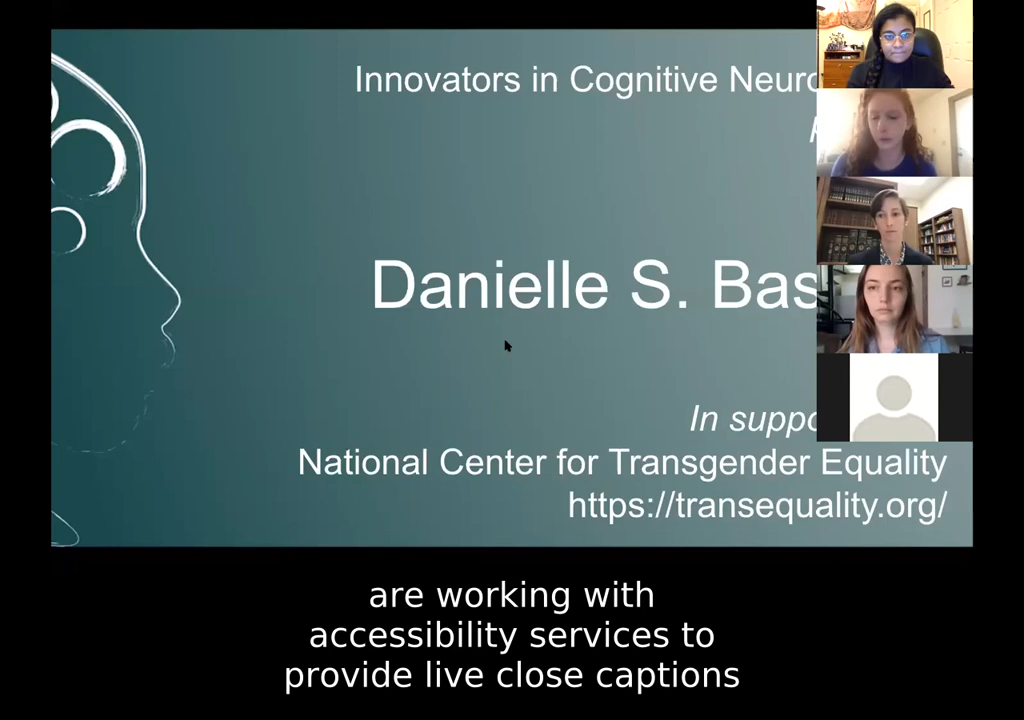 Innovators in Cognitive Neuro
Danielle S. Bas
In suppo
National Center for Transgender Equality
https://transequality.org/
are working with
accessibility services to
provide live close captions